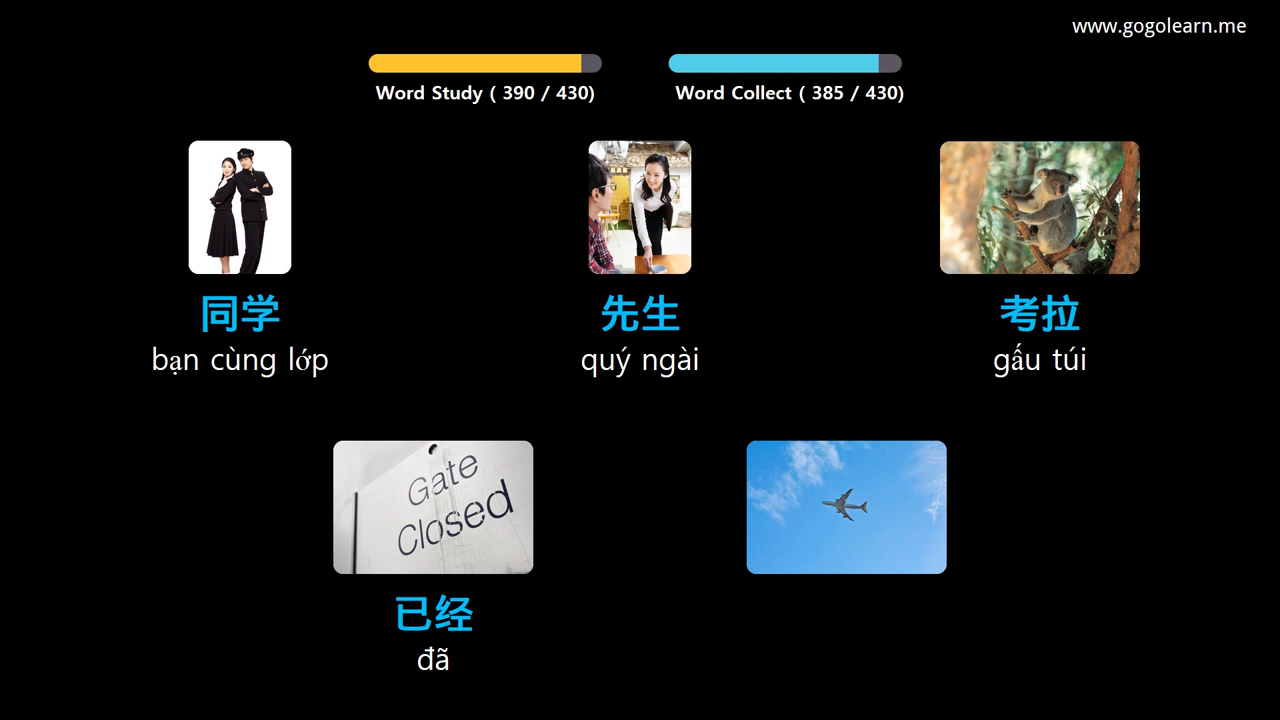 www.gogolearn.me
Word Study ( 390 / 430)
Word Collect ( 385 / 430)
同学
bạn cùng lớp
先生
quý ngài
考拉
gấu túi
Gate
Closed
已经
đã